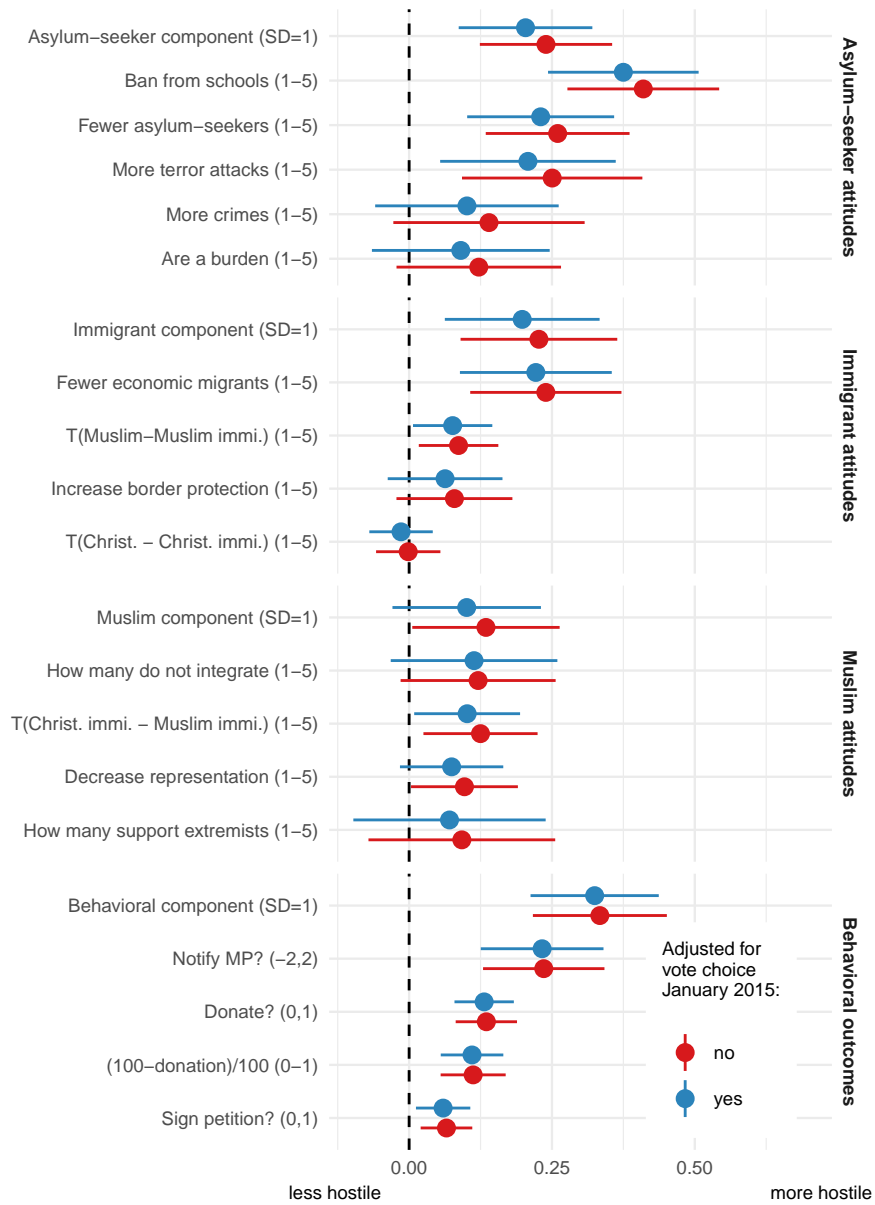 Asylum−seeker component (SD=1)
Ban from schools (1−5)
Fewer asylum−seekers (1−5)
More terror attacks (1−5)
More crimes (1−5)
Are a burden (1−5)
Asylum−seeker attitudes
Immigrant component (SD=1)
Fewer economic migrants (1−5)
T(Muslim−Muslim immi.) (1−5)
Increase border protection (1−5)
T(Christ. − Christ. immi.) (1−5)
Immigrant attitudes
Muslim component (SD=1)
How many do not integrate (1−5)
T(Christ. immi. − Muslim immi.) (1−5)
Decrease representation (1−5)
How many support extremists (1−5)
Muslim attitudes
Behavioral component (SD=1)
Notify MP? (−2,2)
Donate? (0,1)
(100−donation)/100 (0−1)
Sign petition? (0,1)
Behavioral outcomes
Adjusted for
vote choice
January 2015:
no
yes
0.00 0.25 0.50
less hostile more hostile